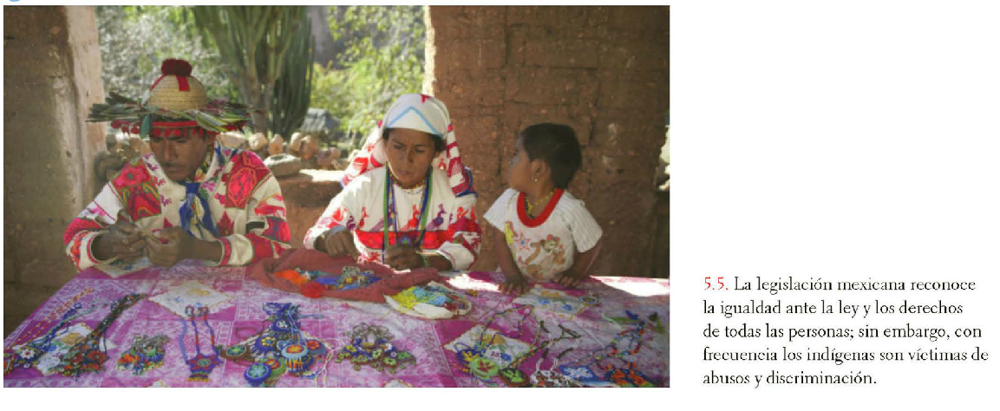 5.5. La legislación mexicana reconoce
la igualdad ante la ley y los derechos
de todas las personas; sin embargo, con
frecuencia los indígenas son víctimas de
abusos y discriminación.